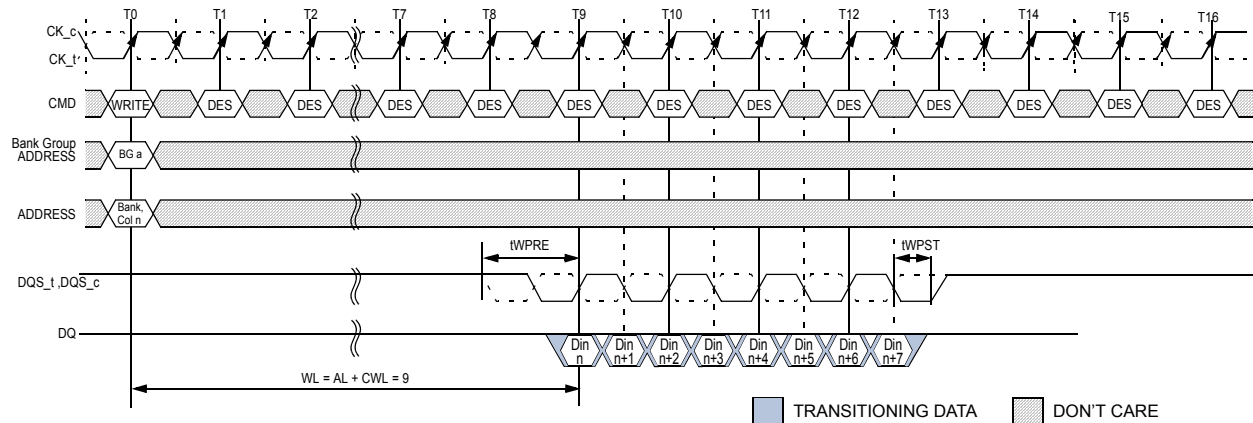 T0 T1 T2 T7 T8 T9 T10 T11 T12 T13 T14 T15 T16
CK_c
CK_t
CMD WRITE DES DES DES DES DES DES DES DES DES DES DES DES
Bank Group
ADDRESS BG a
ADDRESS Bank,
Col n
tWPRE tWPST
DQS_t ,DQS_c
DQ Din Din Din Din Din Din Din Din
n n+1 n+2 n+3 n+4 n+5 n+6 n+7
WL = AL + CWL = 9
TRANSITIONING DATA DON'T CARE